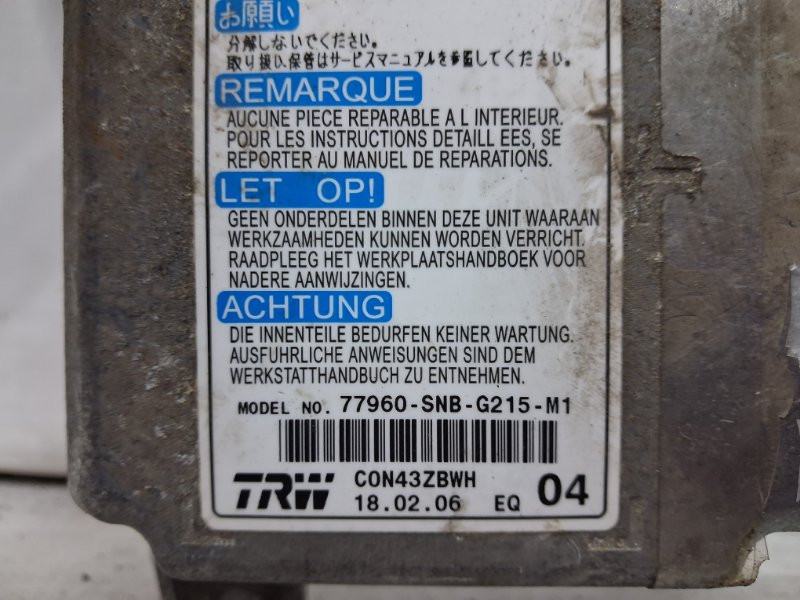 お願い
分解しないでください。
取り扱い、保管はサービスマニュアルを参照してください。
REMARQUE
AUCUNE PIECE REPARABLE A L INTERIEUR.
POUR LES INSTRUCTIONS DETAILL EES, SE
REPORTER AU MANUEL DE REPARATIONS.
LET OP!
GEEN ONDERDELEN BINNEN DEZE UNIT WAARAAN
WERKZAAMHEDEN KUNNEN WORDEN VERRICHT.
RAADPLEEG HET WERKPLAATSHANDBOEK VOOR
NADERE AANWIJZINGEN.
ACHTUNG
DIE INNENTEILE BEDURFEN KEINER WARTUNG.
AUSFUHRLICHE ANWEISUNGEN SIND DEM
WERKSTATTHANDBUCH ZU ENTNEHMEN.
MODEL NO. 77960-SNB-G215-M1
TRW CON43ZBWH
18.02.06 EQ 04